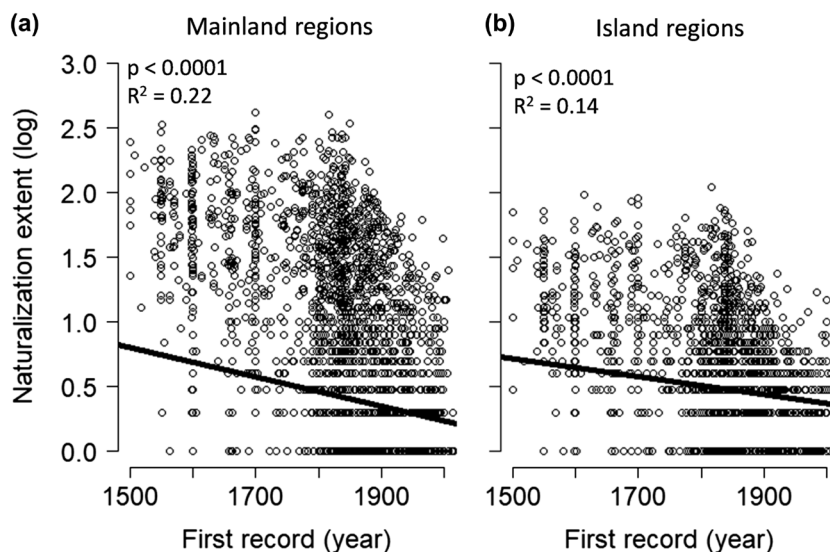 (a)
Mainland regions
(b)
Island regions
p < 0.0001
R² = 0.22
p < 0.0001
R² = 0.14
Naturalization extent (log)
3.0
2.5
2.0
1.5
1.0
0.5
0.0
1500 1700 1900
1500 1700 1900
First record (year)
First record (year)